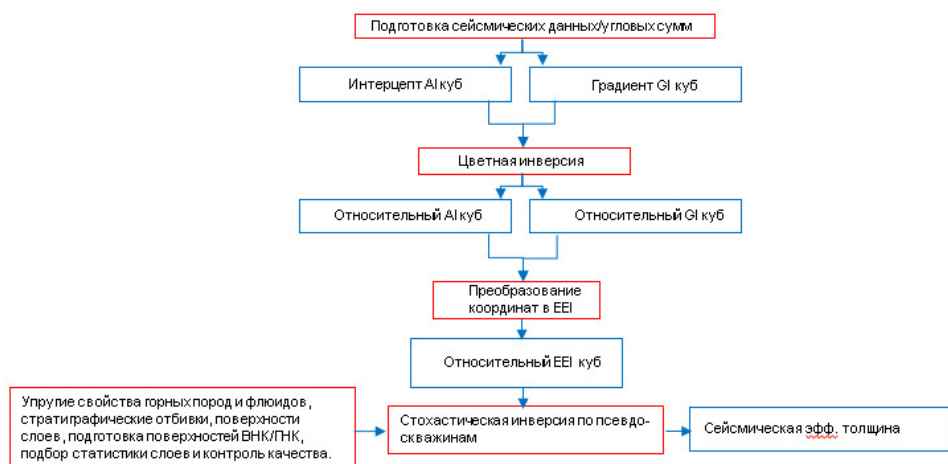 Подготовка сейсмических данных/угловых сумм
Интерцепт AI куб
Градиент GI куб
Цветная инверсия
Относительный AI куб
Относительный GI куб
Преобразование
координат в EEI
Относительный EEI куб
Упругие свойства горных пород и флюидов,
стратиграфические отбивки, поверхности
слоев, подготовка поверхностей ВНК/ГНК,
подбор статистики слоев и контроль качества.
Стохастическая инверсия по псевдо-
скважинам
Сейсмическая эфф. толщина